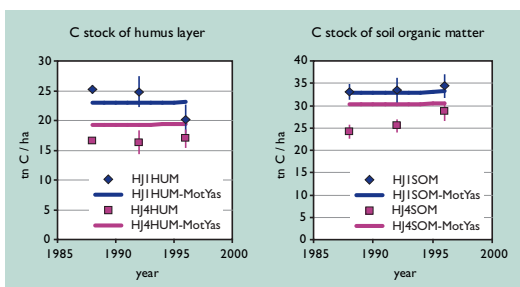 C stock of humus layer
30
25
20
15
10
5
0
tn C / ha
HJ1HUM
HJ1HUM-MotYas
HJ4HUM
HJ4HUM-MotYas
1985 1990 1995 2000
year
C stock of soil organic matter
40
35
30
25
20
15
10
5
0
tn C / ha
HJ1SOM
HJ1SOM-MotYas
HJ4SOM
HJ4SOM-MotYas
1985 1990 1995 2000
year